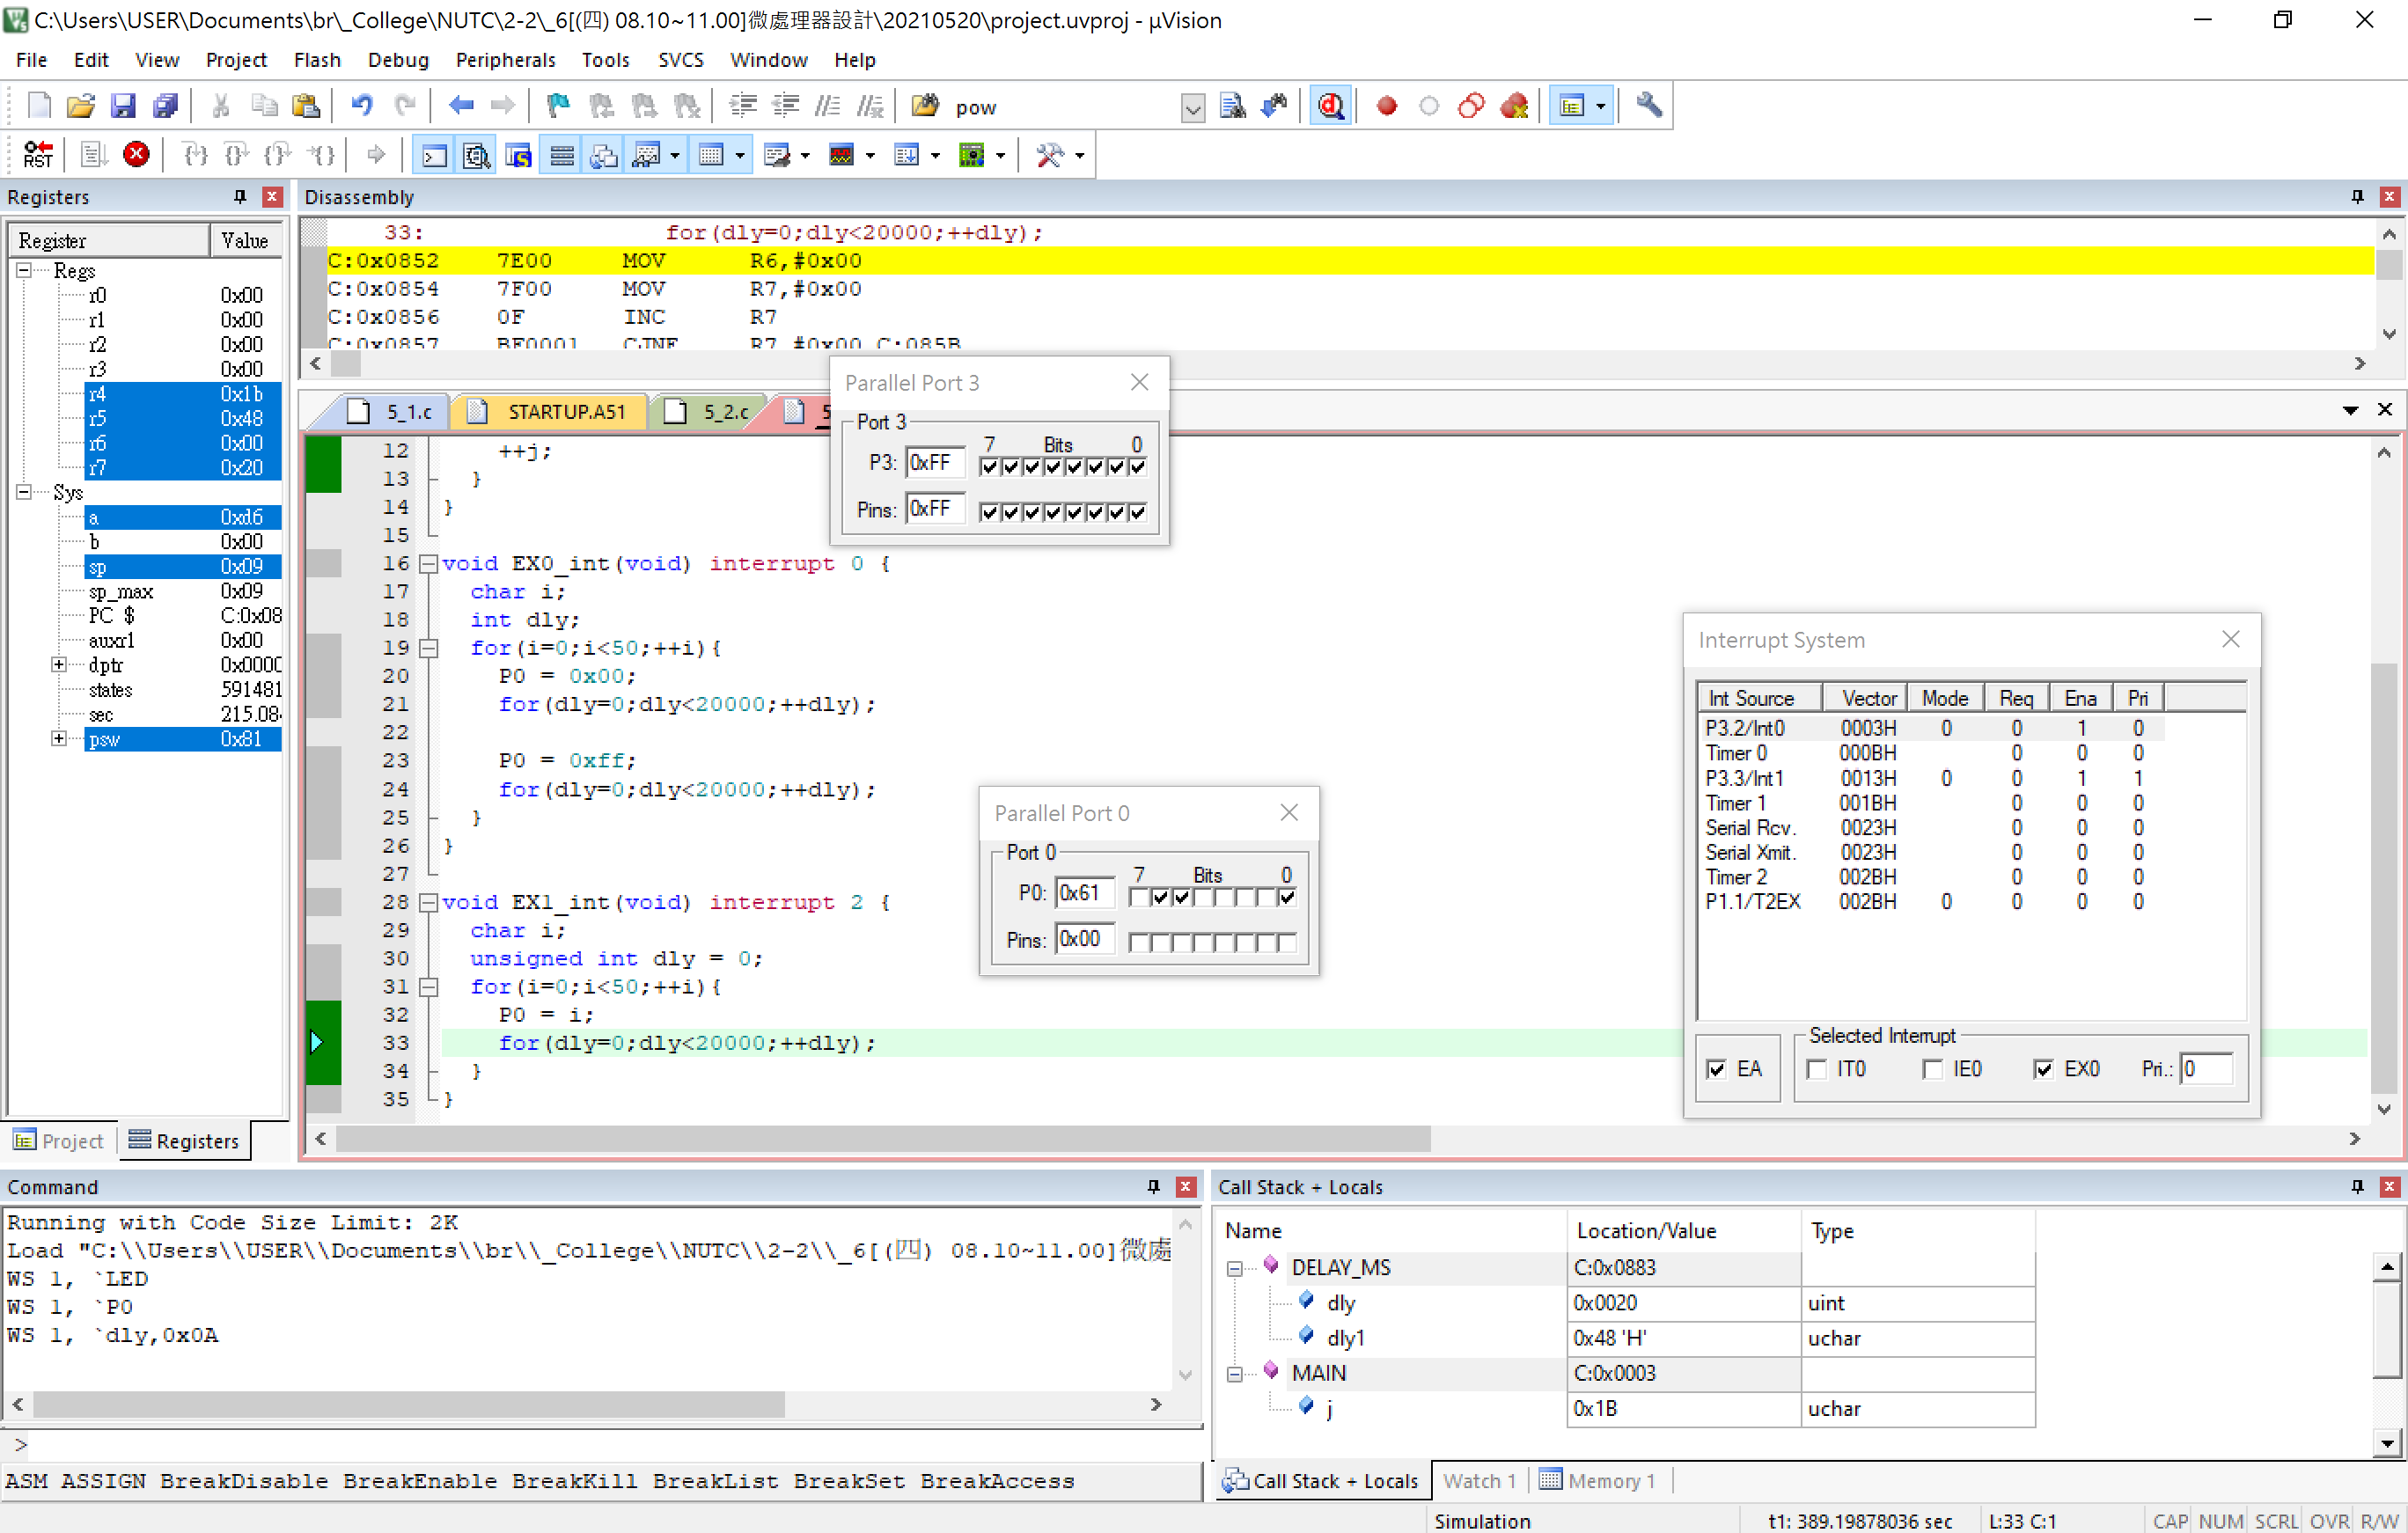 C:\Users\USER\Documents\br\_College\NUTC\2-2\_6[(四) 08.10~11.00]微處理器設計\20210520\project.uvproj - µVision
File Edit View Project Flash Debug Peripherals Tools SVCS Window Help
pow
RST
Registers
Register Value
Regs
r0 0x00
r1 0x00
r2 0x00
r3 0x00
r4 0x1b
r5 0x48
r6 0x00
r7 0x20
Sys
a 0xd6
b 0x00
sp 0x09
sp_max 0x09
PC $ C:0x08
auxr1 0x00
dptr 0x0000
states 591481
sec 215.08
psw 0x81
Project Registers
Disassembly
33: for(dly=0;dly<20000;++dly);
C:0x0852 7E00 MOV R6,#0x00
C:0x0854 7F00 MOV R7,#0x00
C:0x0856 0F INC R7
C:0x0857 BF0001 CJNE R7,#0x00,C:085B
5_1.c STARTUP.A51 5_2.c 5
12 ++j;
13 }
14 }
15
16 void EX0_int(void) interrupt 0 {
17 char i;
18 int dly;
19 for(i=0;i<50;++i){
20 P0 = 0x00;
21 for(dly=0;dly<20000;++dly);
22
23 P0 = 0xff;
24 for(dly=0;dly<20000;++dly);
25 }
26 }
27
28 void EX1_int(void) interrupt 2 {
29 char i;
30 unsigned int dly = 0;
31 for(i=0;i<50;++i){
32 P0 = i;
33 for(dly=0;dly<20000;++dly);
34 }
35 }
Parallel Port 3
Port 3
7 Bits 0
P3: 0xFF
Pins: 0xFF
Parallel Port 0
Port 0
7 Bits 0
P0: 0x61
Pins: 0x00
Interrupt System
Int Source Vector Mode Req Ena Pri
P3.2/Int0 0003H 0 0 1 0
Timer 0 000BH 0 0 0
P3.3/Int1 0013H 0 0 1 1
Timer 1 001BH 0 0 0
Serial Rcv. 0023H 0 0 0
Serial Xmit. 0023H 0 0 0
Timer 2 002BH 0 0 0
P1.1/T2EX 002BH 0 0 0 0
Selected Interrupt
EA IT0 IE0 EX0 Pri.: 0
Command
Running with Code Size Limit: 2K
Load "C:\\Users\\USER\\Documents\\br\\_College\\NUTC\\2-2\\_6[(四) 08.10~11.00]微處
WS 1, `LED
WS 1, `P0
WS 1, `dly,0x0A
>
ASM ASSIGN BreakDisable BreakEnable BreakKill BreakList BreakSet BreakAccess
Call Stack + Locals
Name Location/Value Type
DELAY_MS C:0x0883
dly 0x0020 uint
dly1 0x48 'H' uchar
MAIN C:0x0003
j 0x1B uchar
Call Stack + Locals Watch 1 Memory 1
Simulation t1: 389.19878036 sec L:33 C:1 CAP NUM SCRL OVR R/W